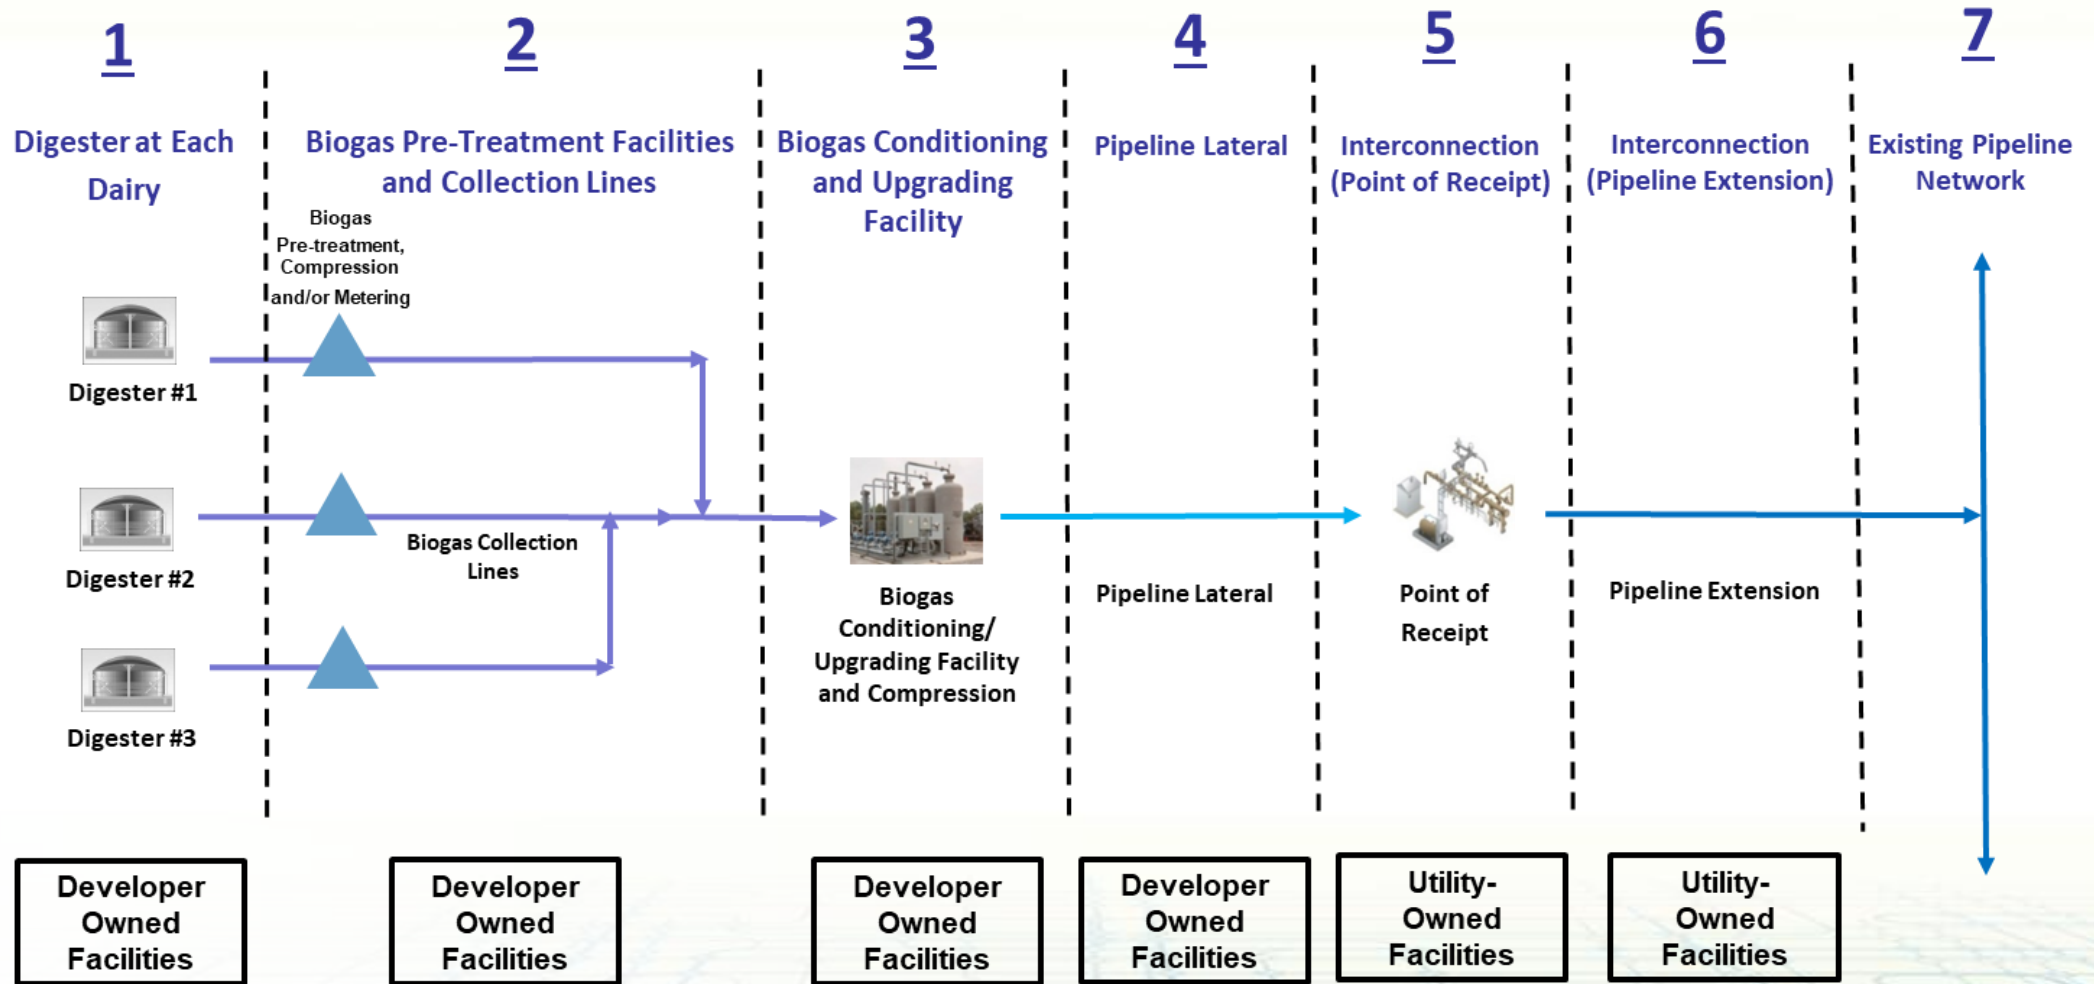 1
2
3
4
5
6
7
Digester at Each
Dairy
Biogas Pre-Treatment Facilities
and Collection Lines
Biogas Conditioning
and Upgrading
Facility
Pipeline Lateral
Interconnection
(Point of Receipt)
Interconnection
(Pipeline Extension)
Existing Pipeline
Network
Biogas
Pre-treatment,
Compression
and/or Metering
Digester #1
Digester #2
Digester #3
Biogas Collection
Lines
Biogas
Conditioning/
Upgrading Facility
and Compression
Pipeline Lateral
Point of
Receipt
Pipeline Extension
Developer
Owned
Facilities
Developer
Owned
Facilities
Developer
Owned
Facilities
Developer
Owned
Facilities
Utility-
Owned
Facilities
Utility-
Owned
Facilities